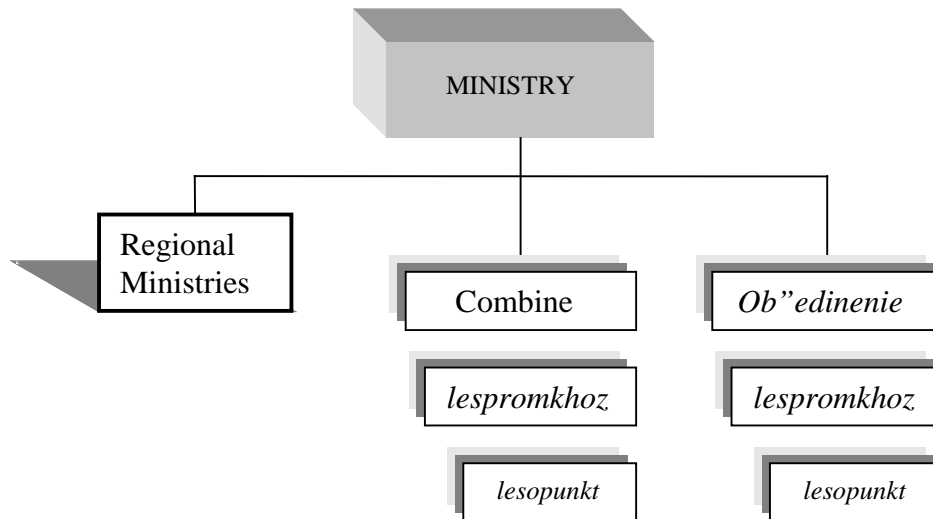 MINISTRY
Regional
Ministries
Combine
Ob”edinenie
lespromkhoz
lespromkhoz
lesopunkt
lesopunkt